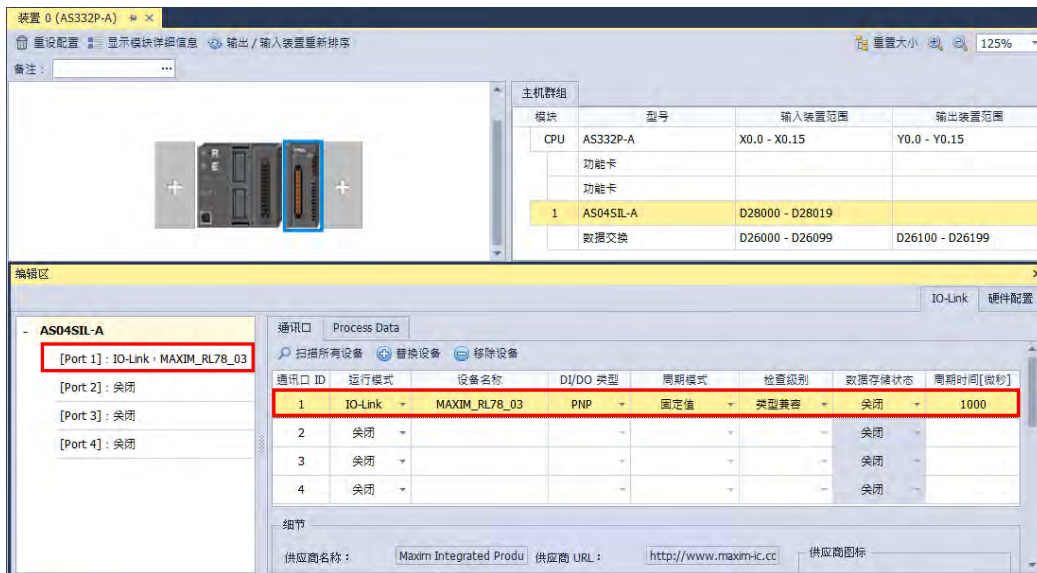 装置 0 (AS332P-A)
重设配置 显示模块详细信息 输出/输入装置重新排序 重置大小 125%
备注： ...
主机群组
模块 型号 输入装置范围 输出装置范围
CPU AS332P-A X0.0 - X0.15 Y0.0 - Y0.15
功能卡
功能卡
1 AS04SIL-A D28000 - D28019
数据交换 D26000 - D26099 D26100 - D26199
编辑区
IO-Link 硬件配置
- AS04SIL-A
[Port 1]：IO-Link，MAXIM_RL78_03
[Port 2]：关闭
[Port 3]：关闭
[Port 4]：关闭
通讯口 Process Data
扫描所有设备 替换设备 移除设备
通讯口 ID 运行模式 设备名称 DI/DO 类型 周期模式 检查级别 数据存储状态 周期时间[微秒]
1 IO-Link MAXIM_RL78_03 PNP 固定值 类型兼容 关闭 1000
2 关闭 关闭
3 关闭 关闭
4 关闭 关闭
细节
供应商名称： Maxim Integrated Produ 供应商 URL： http://www.maxim-ic.cc 供应商图标